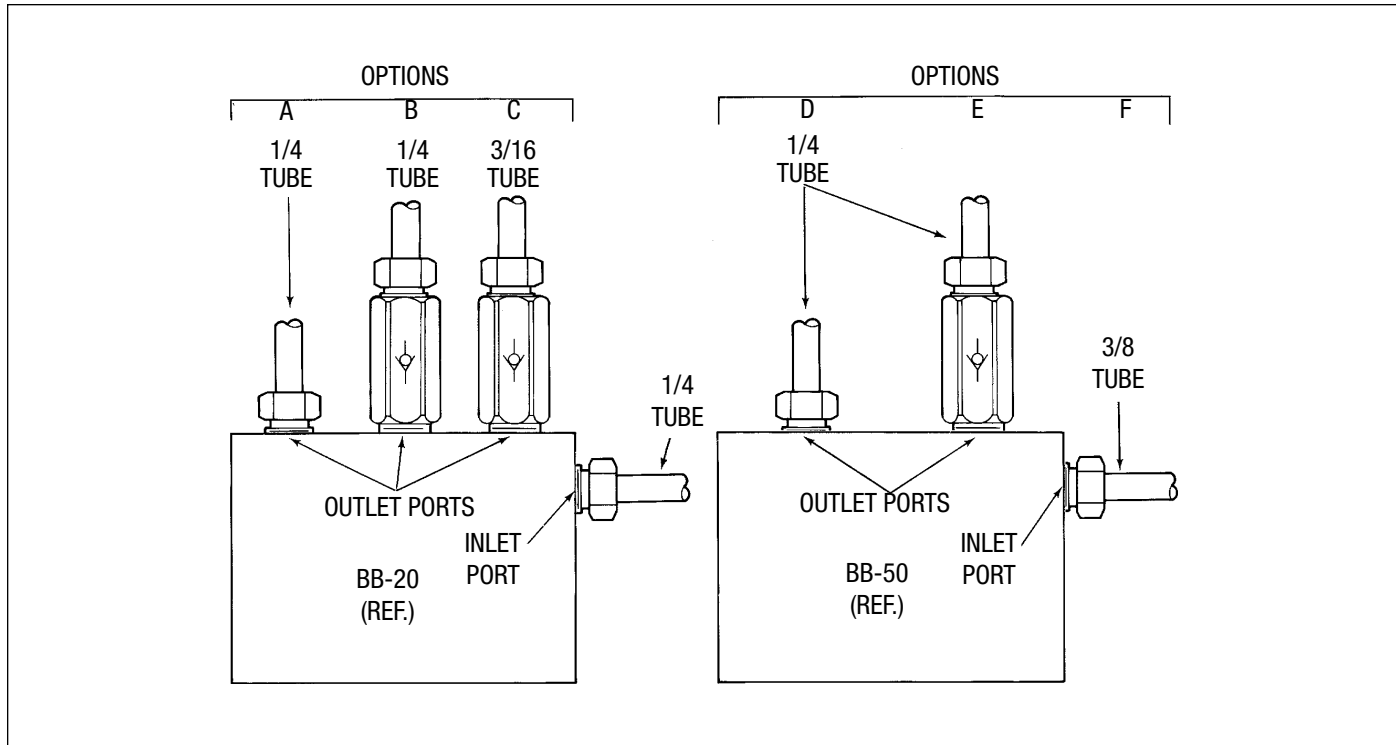 OPTIONS
A B C
1/4
TUBE
1/4
TUBE
3/16
TUBE
1/4
TUBE
OUTLET PORTS
INLET
PORT
BB-20
(REF.)
OPTIONS
D E F
1/4
TUBE
3/8
TUBE
OUTLET PORTS
INLET
PORT
BB-50
(REF.)